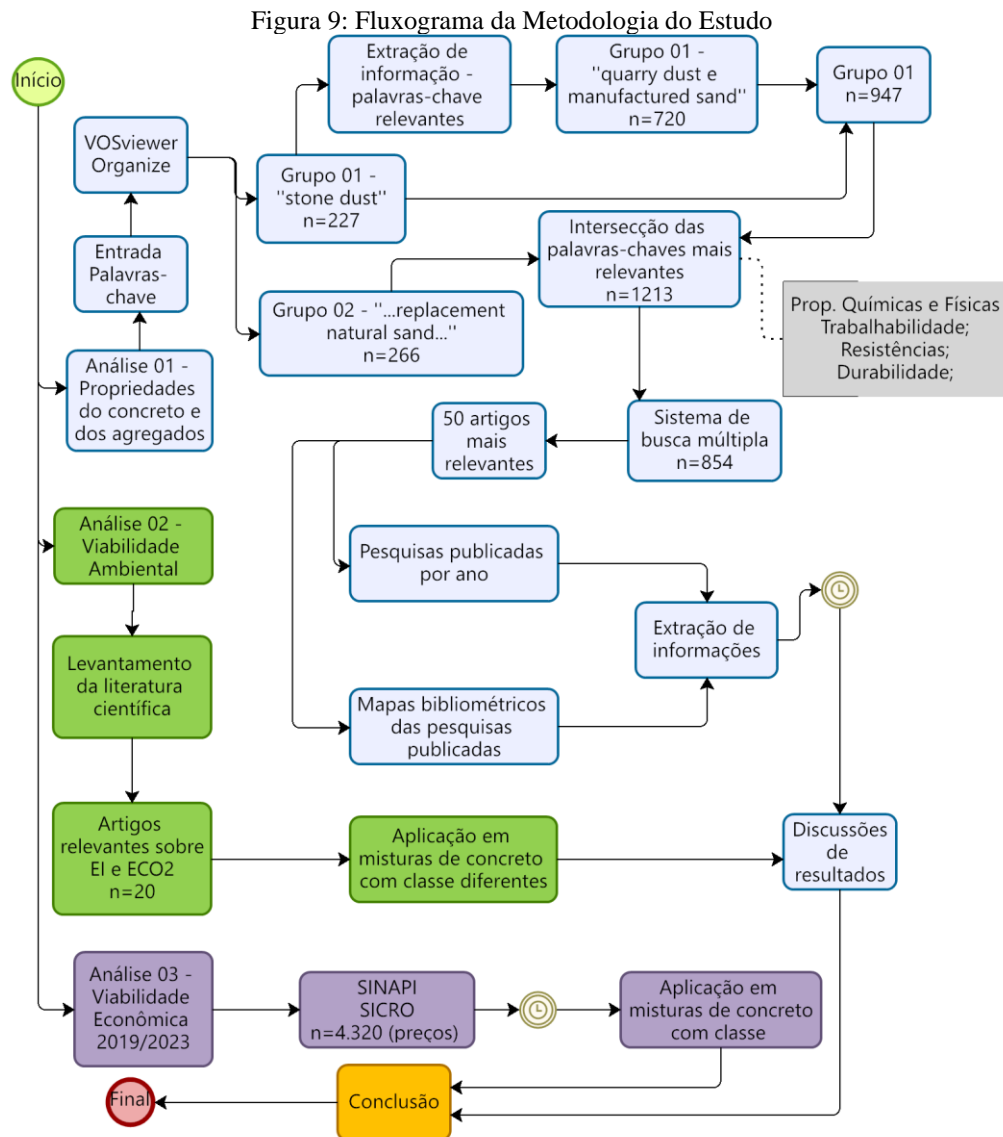 Figura 9: Fluxograma da Metodologia do Estudo
Início
Extração de
informação -
palavras-chave
relevantes
Grupo 01 -
''quarry dust e
manufactured sand''
n=720
Grupo 01
n=947
VOSviewer
Organize
Grupo 01 -
''stone dust''
n=227
Entrada
Palavras-
chave
Intersecção das
palavras-chaves mais
relevantes
n=1213
Grupo 02 - ''...replacement
natural sand...''
n=266
Prop. Químicas e Físicas
Trabalhabilidade;
Resistências;
Durabilidade;
Análise 01 -
Propriedades
do concreto e
dos agregados
50 artigos
mais
relevantes
Sistema de
busca múltipla
n=854
Análise 02 -
Viabilidade
Ambiental
Pesquisas publicadas
por ano
Extração de
informações
Levantamento
da literatura
científica
Mapas bibliométricos
das pesquisas
publicadas
Artigos
relevantes sobre
EI e ECO2
n=20
Aplicação em
misturas de concreto
com classe diferentes
Discussões
de
resultados
Análise 03 -
Viabilidade
Econômica
2019/2023
SINAPI
SICRO
n=4.320 (preços)
Aplicação em
misturas de concreto
com classe
Conclusão
Final